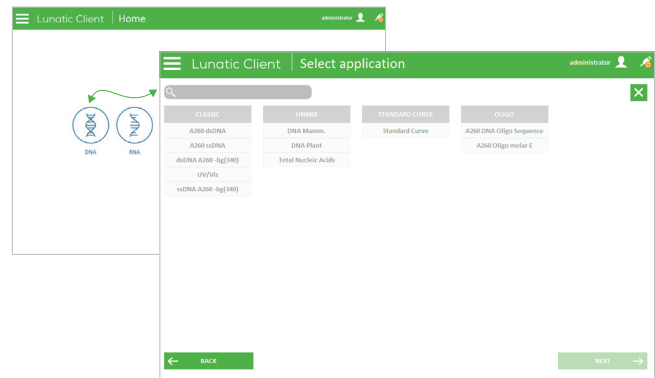 Lunatic Client Home
administrator
DNA
RNA
Lunatic Client Select application
administrator
CLASSIC
UNMIX
STANDARD CURVE
OLIGO
A260 dsDNA
DNA Mamm.
Standard Curve
A260 DNA Oligo Sequence
A260 ssDNA
DNA Plant
A260 Oligo molar E
dsDNA A260-bg(340)
Total Nucleic Acids
UV/Vis
ssDNA A260-bg(340)
BACK
NEXT